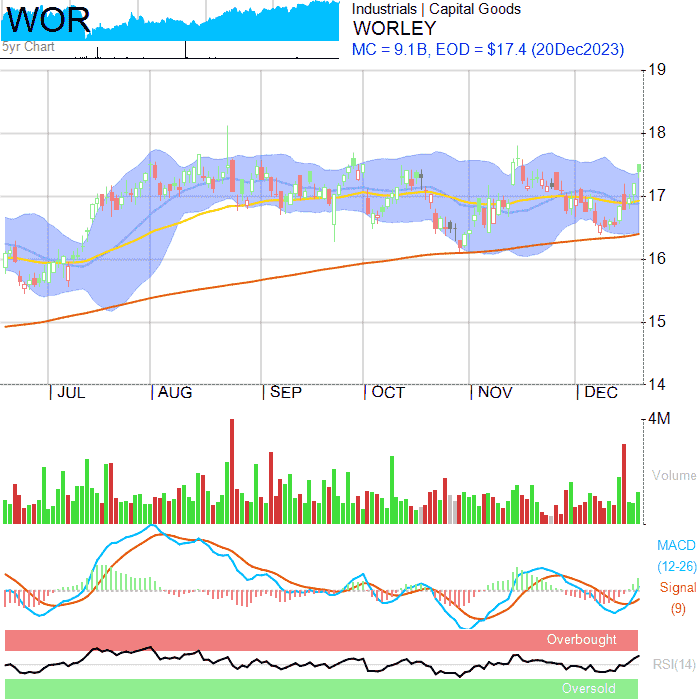 WOR
5yr Chart
Industrials | Capital Goods
WORLEY
MC = 9.1B, EOD = $17.4 (20Dec2023)
19
18
17
16
15
14
JUL AUG SEP OCT NOV DEC
4M
Volume
MACD
(12-26)
Signal
(9)
Overbought
RSI(14)
Oversold